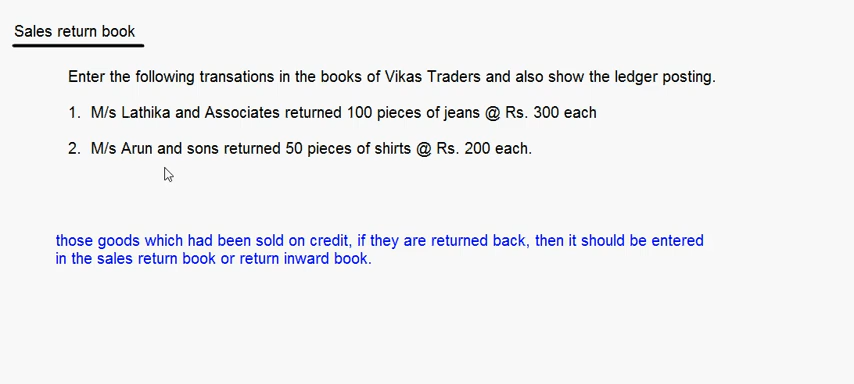 Sales return book
Enter the following transations in the books of Vikas Traders and also show the ledger posting.
1. M/s Lathika and Associates returned 100 pieces of jeans @ Rs. 300 each
2. M/s Arun and sons returned 50 pieces of shirts @ Rs. 200 each.
those goods which had been sold on credit, if they are returned back, then it should be entered
in the sales return book or return inward book.